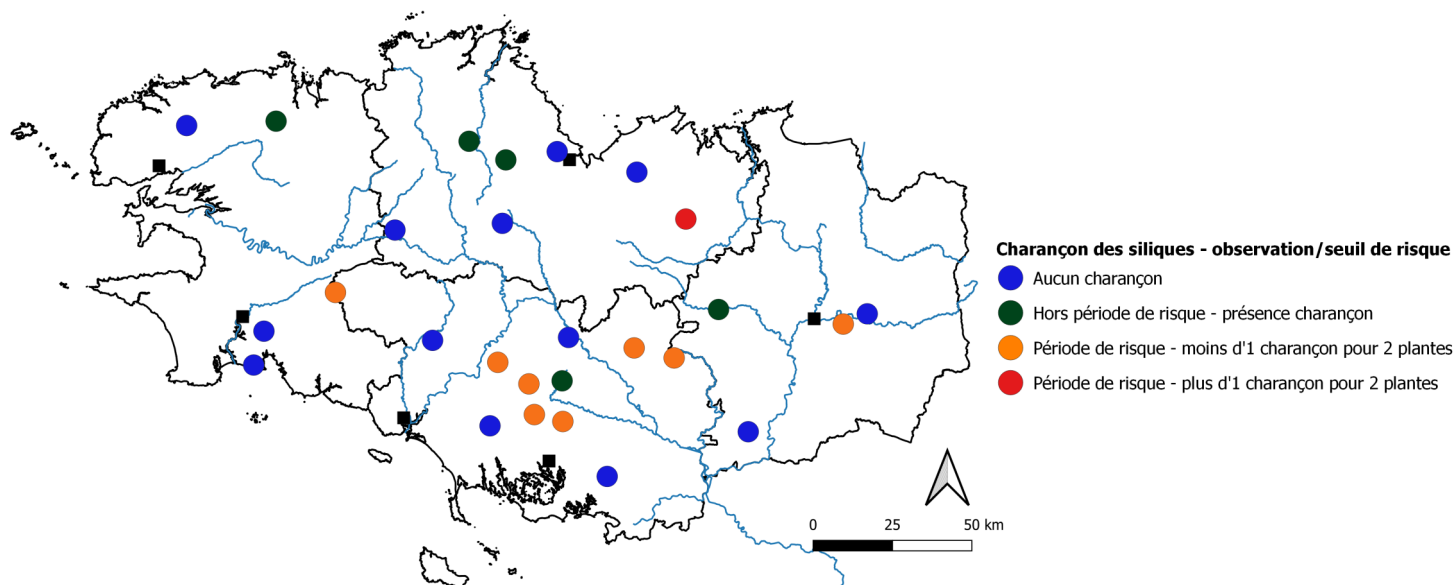 Charançon des siliques - observation/seuil de risque
Aucun charançon
Hors période de risque - présence charançon
Période de risque - moins d'1 charançon pour 2 plantes
Période de risque - plus d'1 charançon pour 2 plantes
0 25 50 km